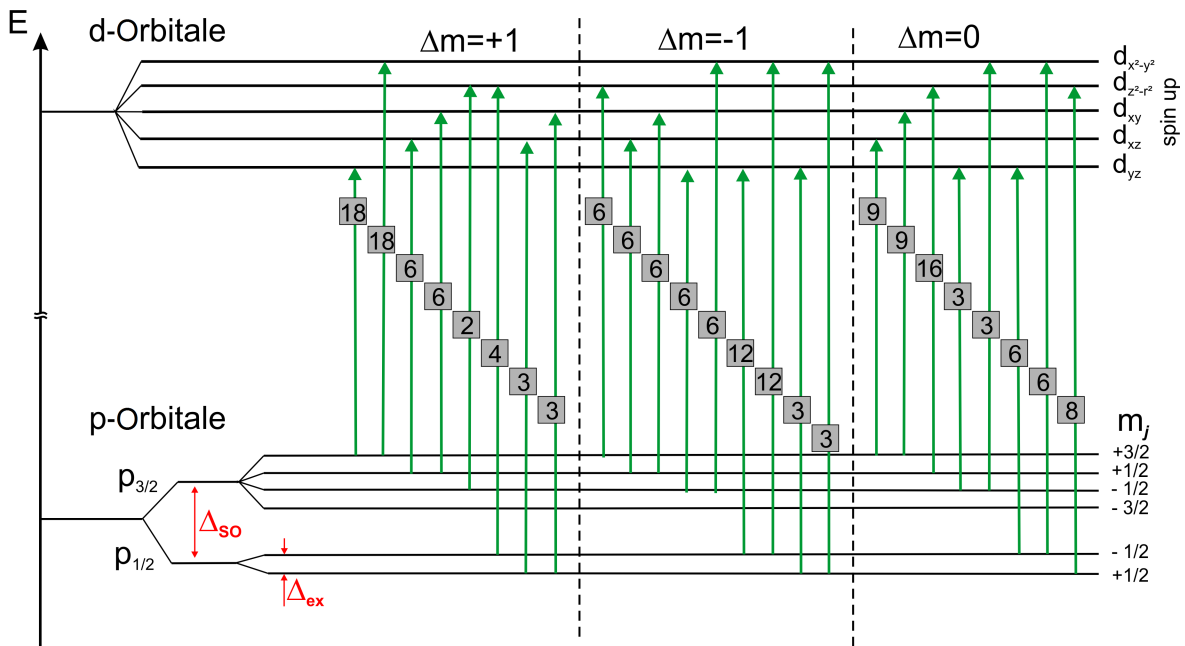 E
d-Orbitale
Δm=+1
Δm=-1
Δm=0
dx²-y²
dz²-r²
dxy
dxz
dyz
spin up
18
18
6
6
2
4
3
3
6
6
6
6
6
12
12
3
3
9
9
16
3
3
6
6
8
p-Orbitale
mj
p3/2
+3/2
+1/2
- 1/2
- 3/2
ΔSO
p1/2
- 1/2
+1/2
Δex